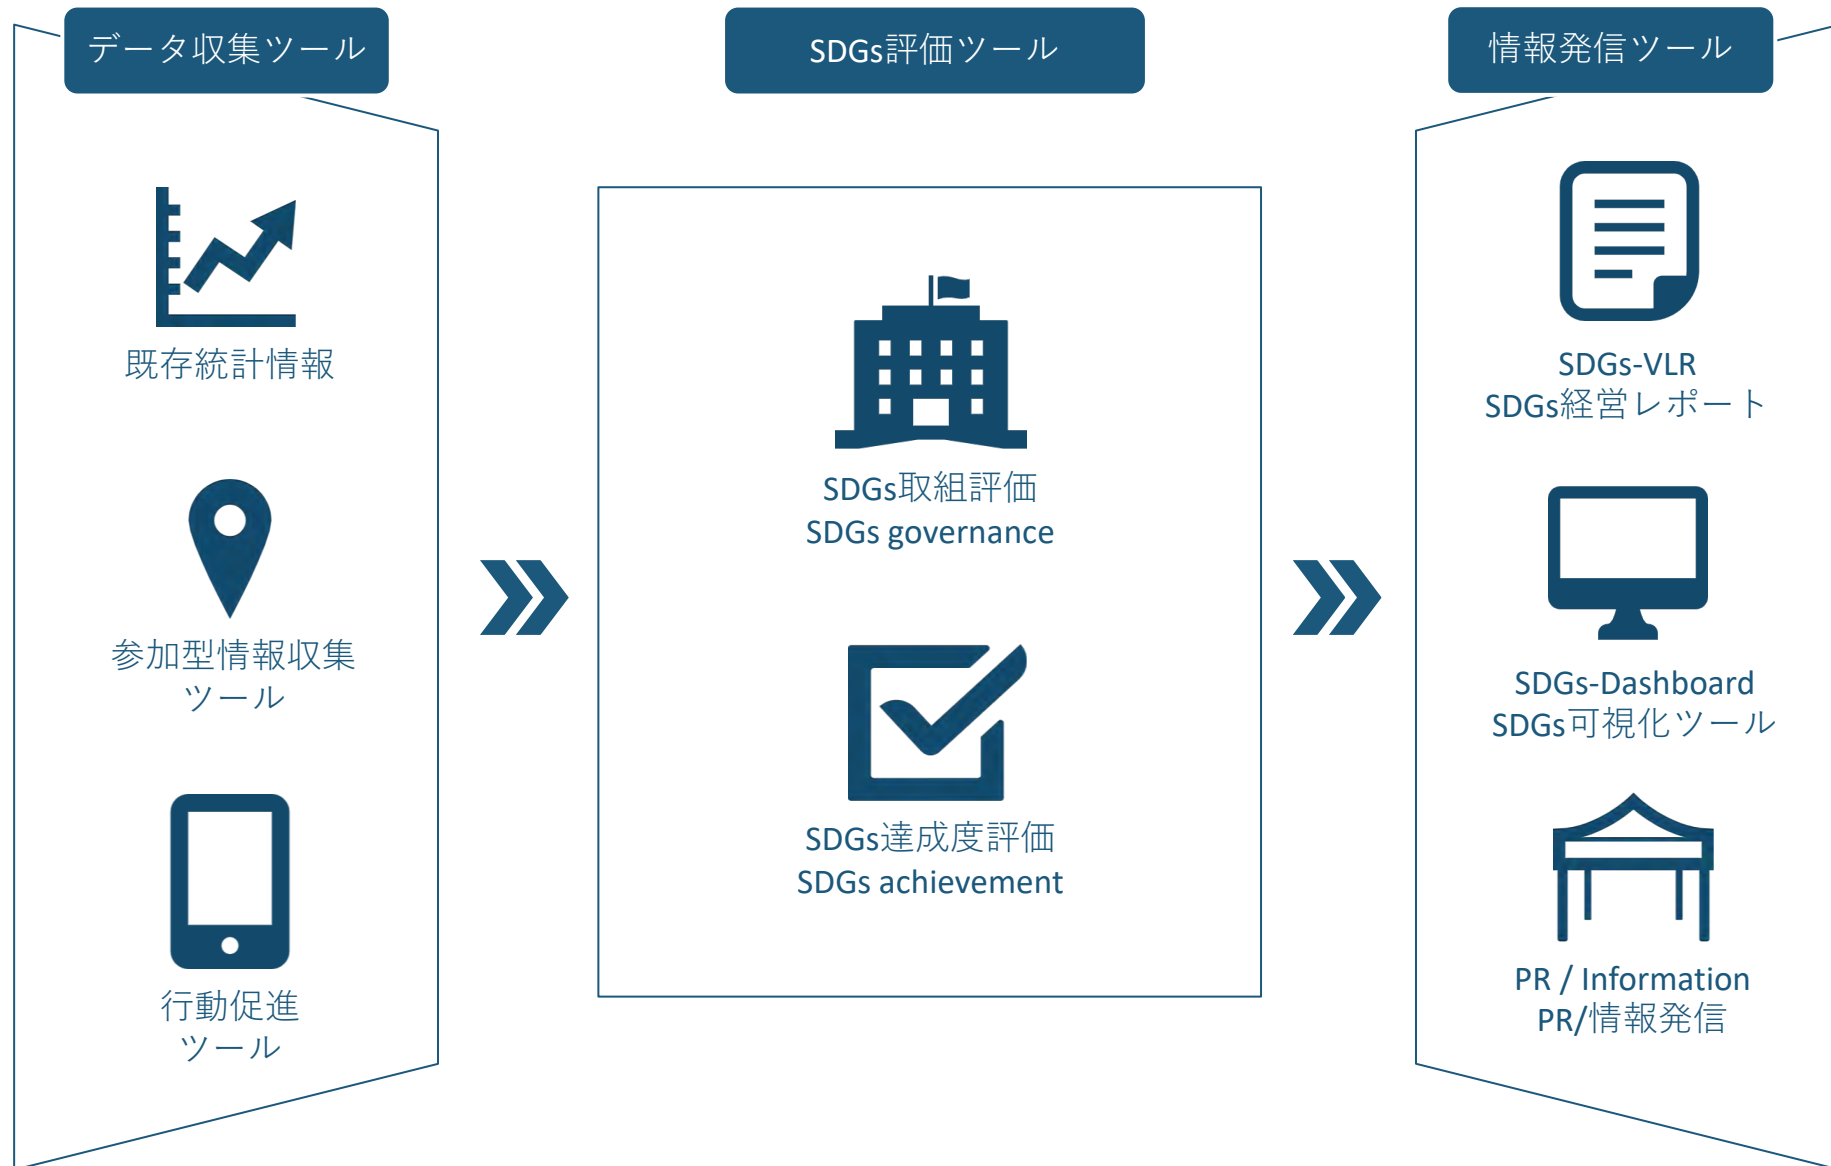 データ収集ツール
既存統計情報
参加型情報収集
ツール
行動促進
ツール
SDGs評価ツール
SDGs取組評価
SDGs governance
SDGs達成度評価
SDGs achievement
情報発信ツール
SDGs-VLR
SDGs経営レポート
SDGs-Dashboard
SDGs可視化ツール
PR / Information
PR/情報発信